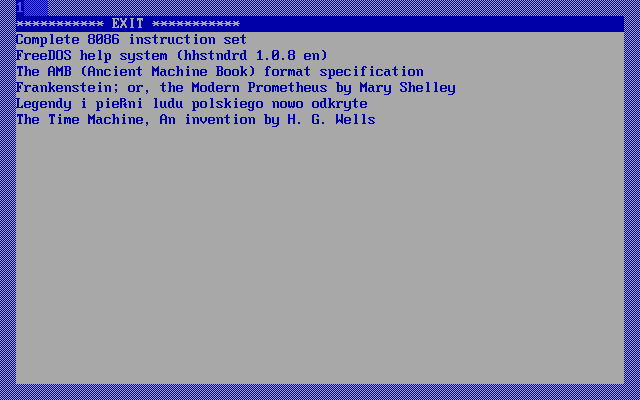 1
*********** EXIT ***********
Complete 8086 instruction set
FreeDOS help system (hhstndrd 1.0.8 en)
The AMB (Ancient Machine Book) format specification
Frankenstein; or, the Modern Prometheus by Mary Shelley
Legendy i pießni ludu polskiego nowo odkryte
The Time Machine, An invention by H. G. Wells